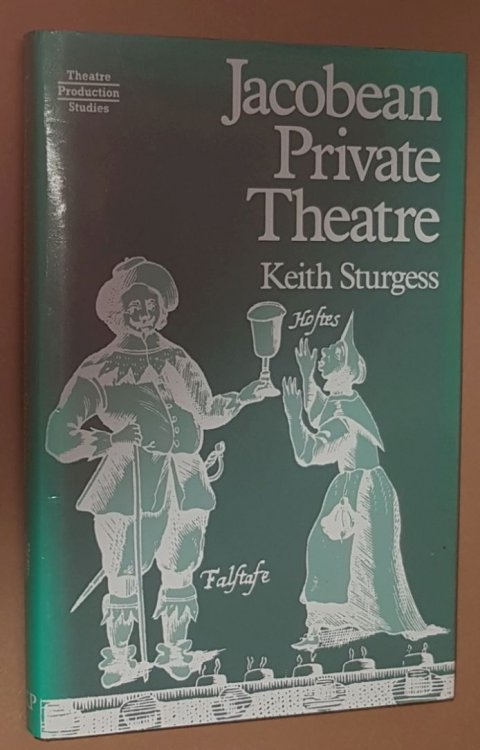 Theatre
Production
Studies
Jacobean
Private
Theatre
Keith Sturgess
Hoſtes
Falſtafe